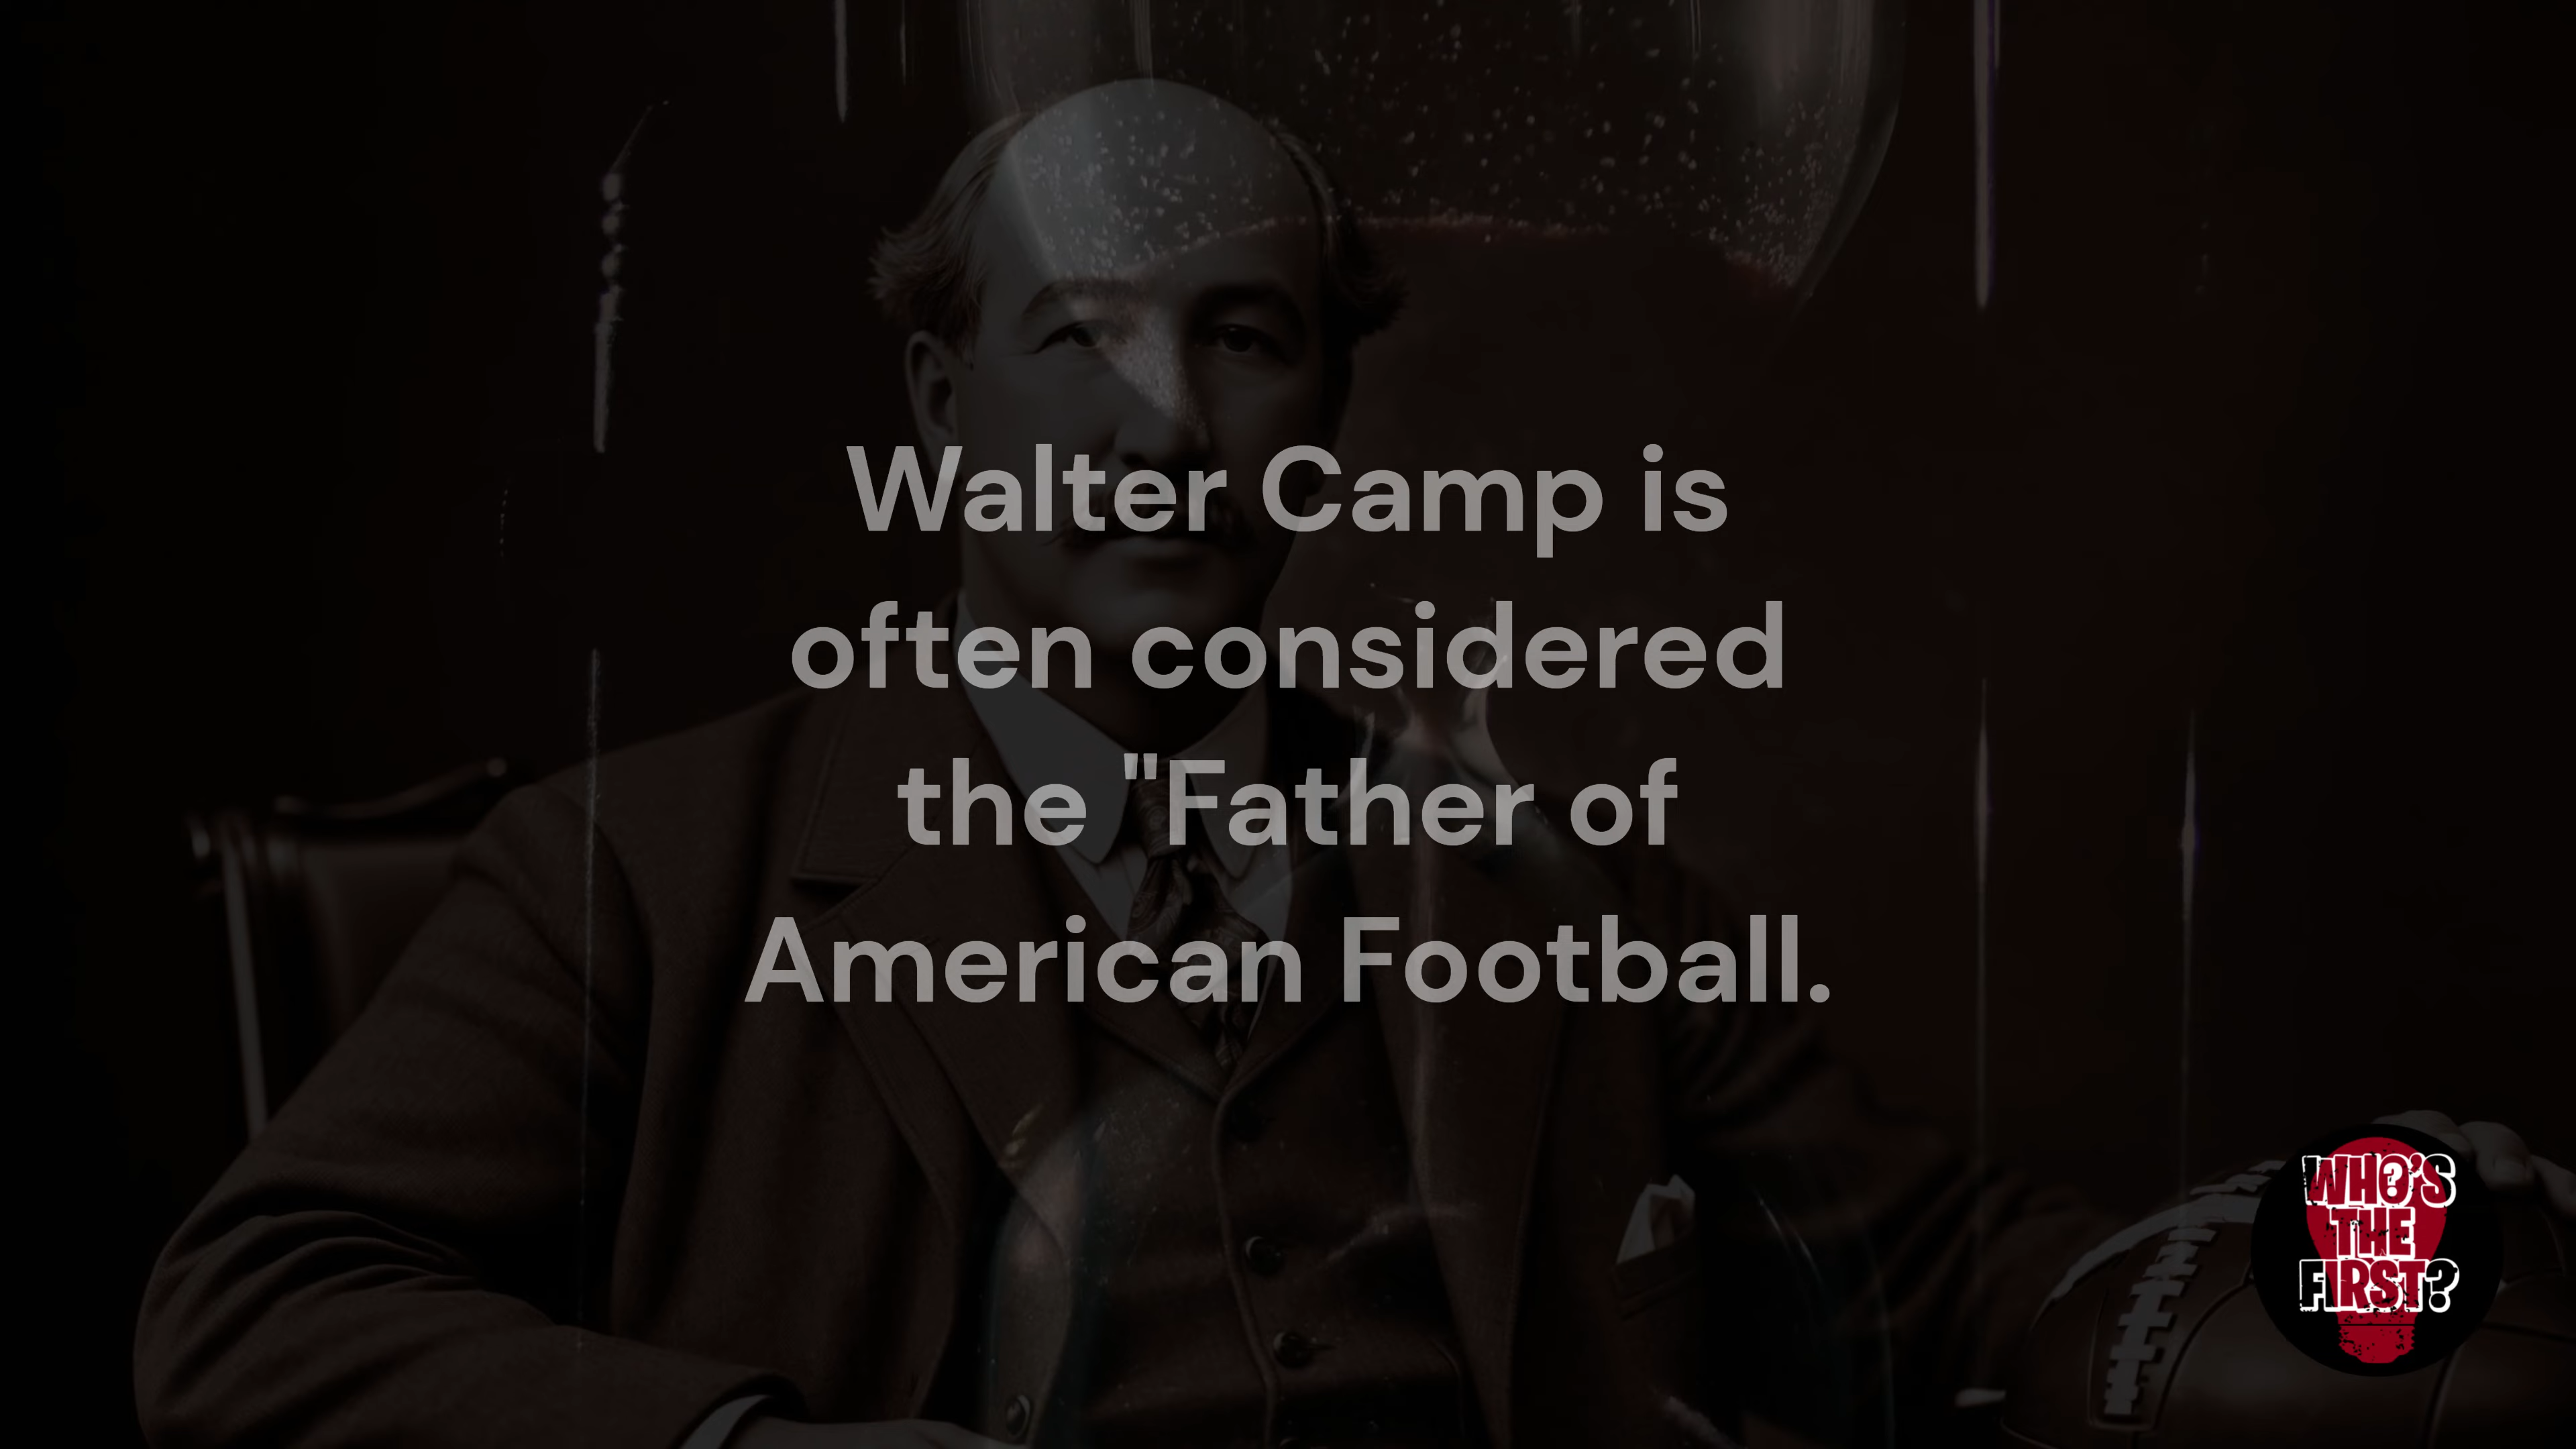 Walter Camp is
often considered
the "Father of
American Football.
WHO'S
THE
FIRST?